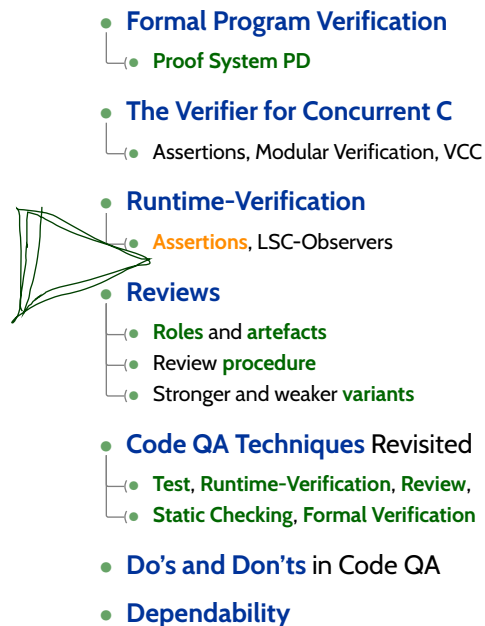 Formal Program Verification
Proof System PD
The Verifier for Concurrent C
Assertions, Modular Verification, VCC
Runtime-Verification
Assertions, LSC-Observers
Reviews
Roles and artefacts
Review procedure
Stronger and weaker variants
Code QA Techniques Revisited
Test, Runtime-Verification, Review,
Static Checking, Formal Verification
Do's and Don'ts in Code QA
Dependability